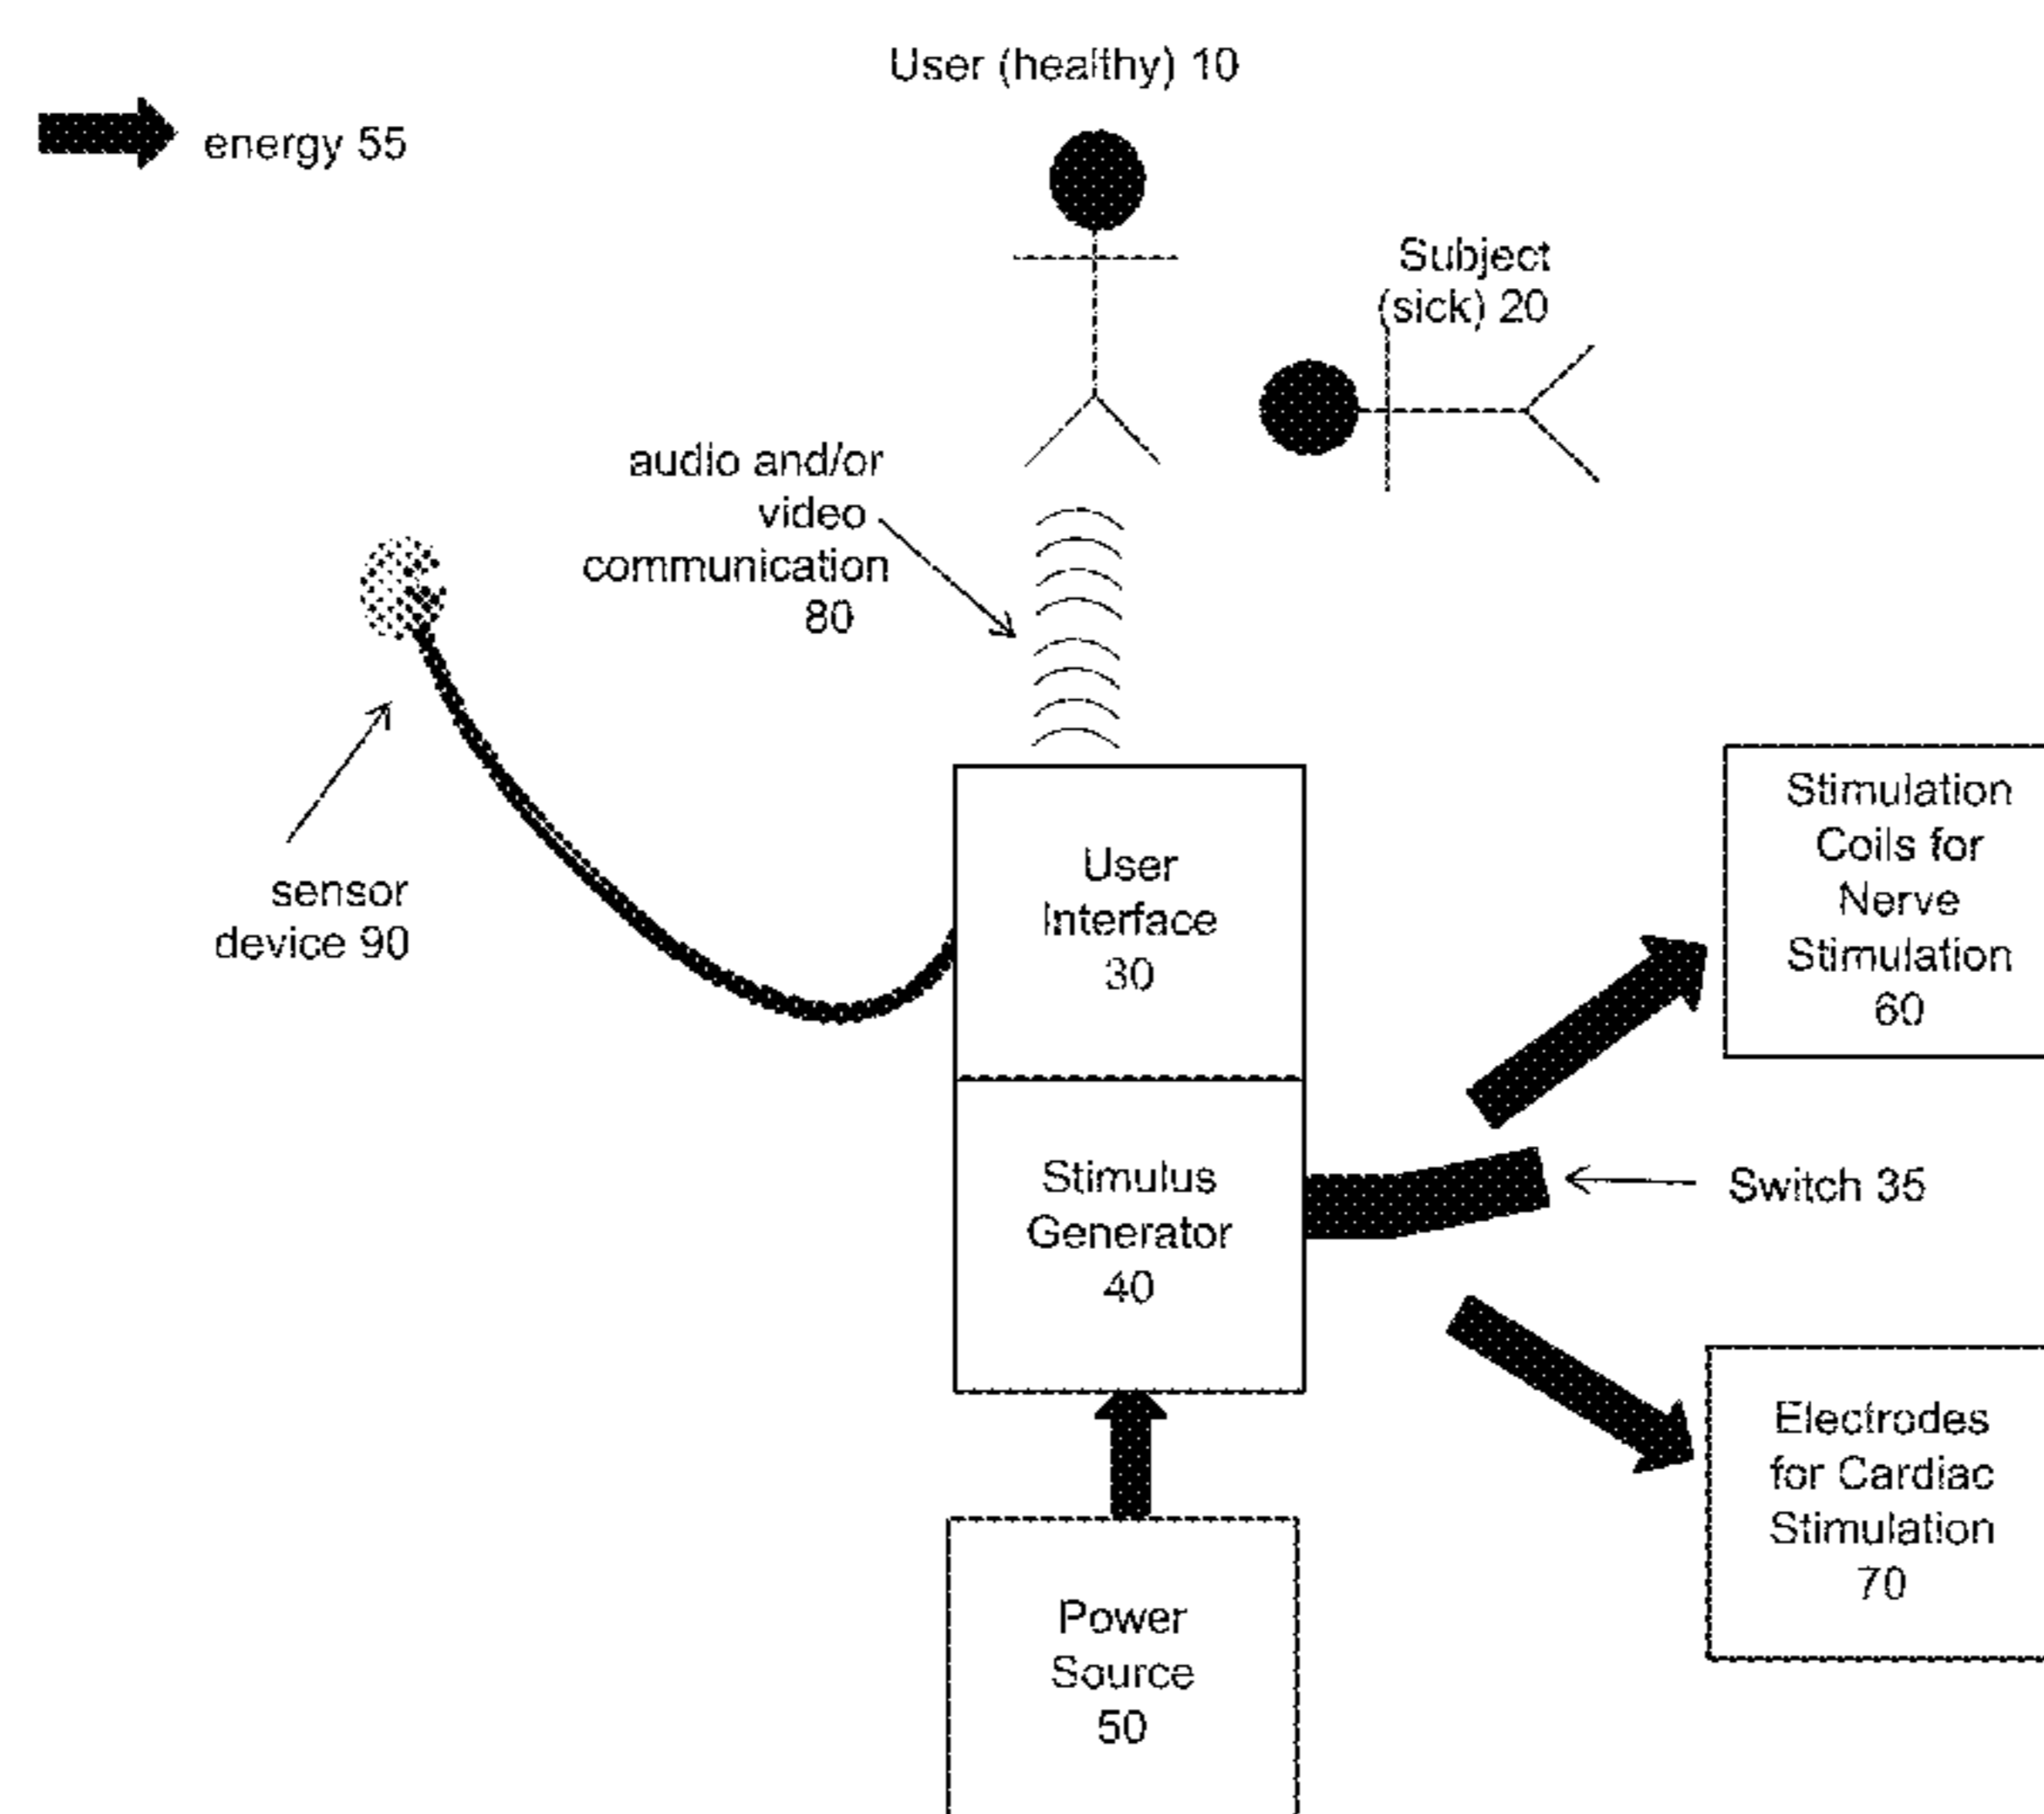 User (healthy) 10
energy 55
Subject
(sick) 20
audio and/or
video
communication
80
sensor
device 90
User
Interface
30
Stimulation
Coils for
Nerve
Stimulation
60
Stimulus
Generator
40
Switch 35
Electrodes
for Cardiac
Stimulation
70
Power
Source
50